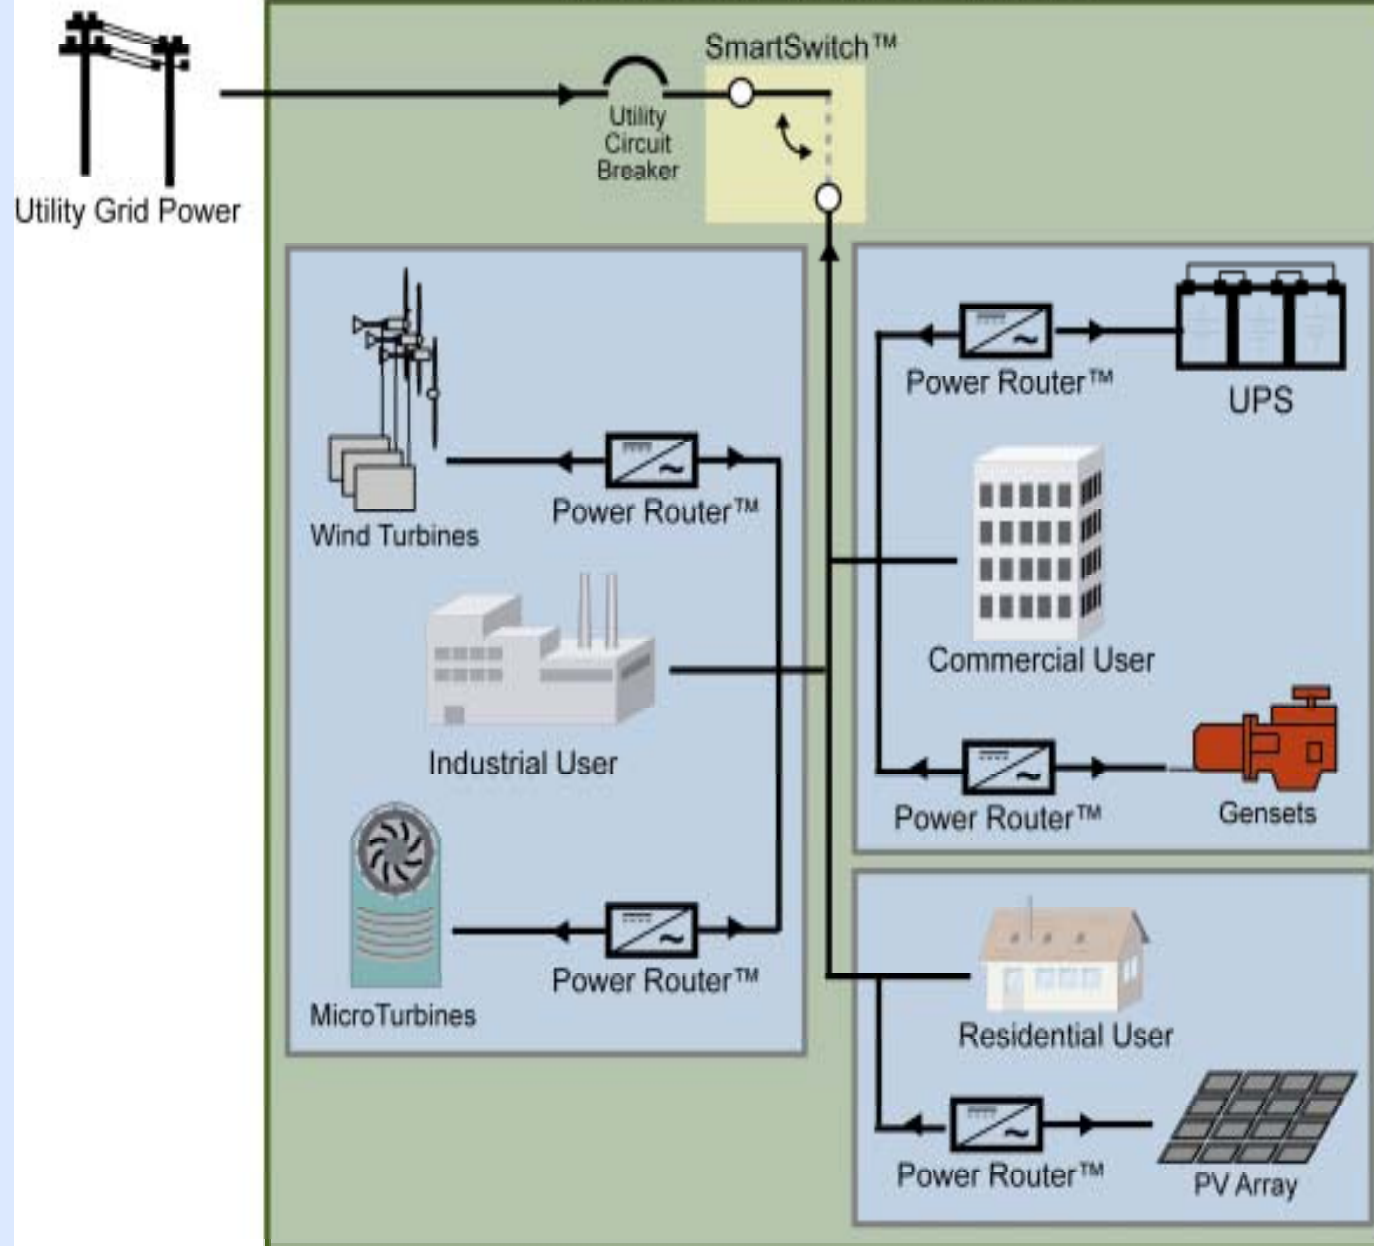 SmartSwitch™
Utility
Circuit
Breaker
Utility Grid Power
Power Router™
UPS
Power Router™
Wind Turbines
Commercial User
Industrial User
Power Router™
Gensets
Power Router™
MicroTurbines
Residential User
Power Router™
PV Array